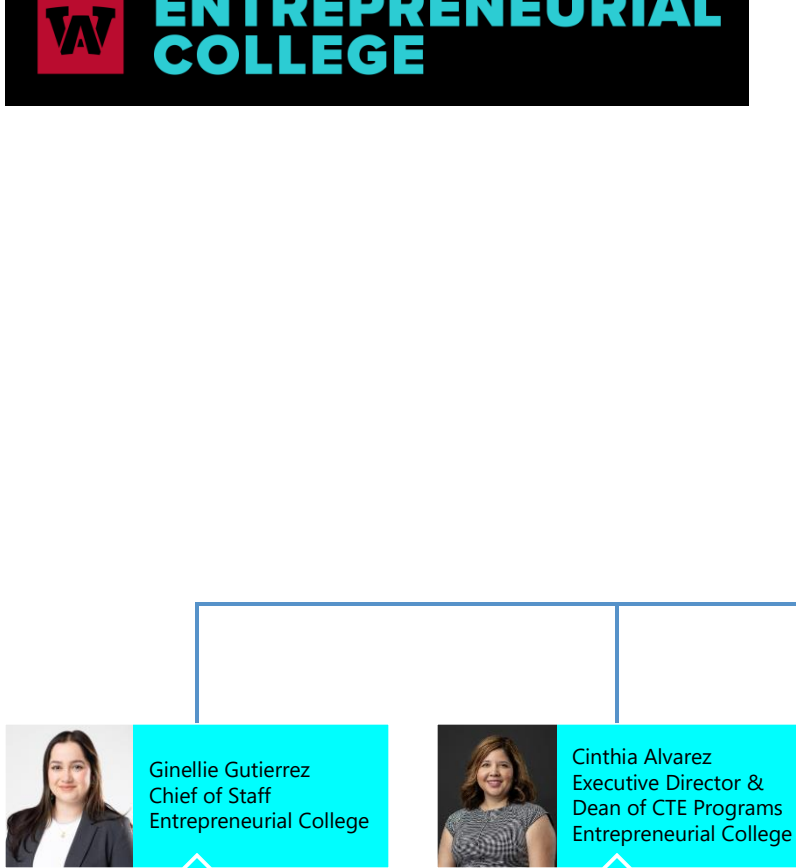 W
ENTREPRENEURIAL
COLLEGE
Ginellie Gutierrez
Chief of Staff
Entrepreneurial College
Cinthia Alvarez
Executive Director &
Dean of CTE Programs
Entrepreneurial College